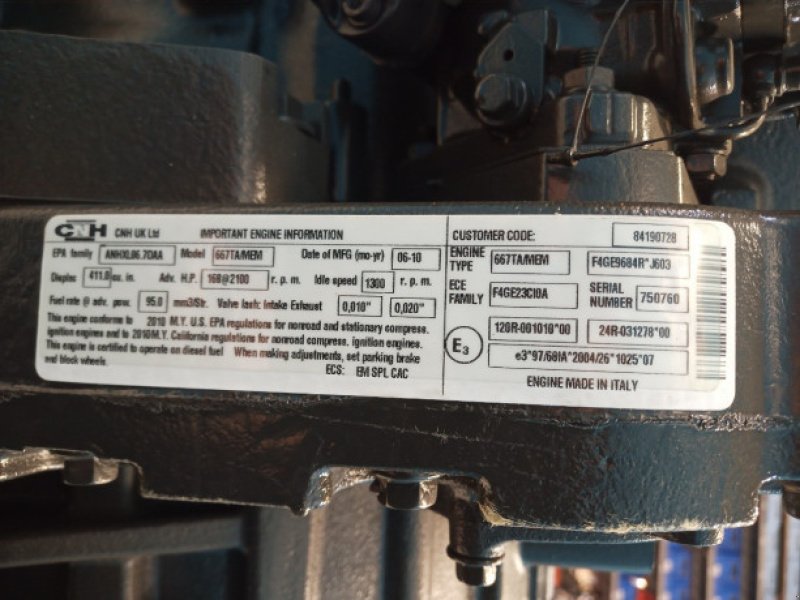 CNH CNH UK Ltd IMPORTANT ENGINE INFORMATION
EPA family ANHXL06.7DAA Model 667TA/MEM Date of MFG (mo-yr) 06-10
Displac 411.0 cu. in. Adv. H.P. 168@2100 r. p. m. Idle speed 1300 r. p. m.
Fuel rate @ adv. powr. 95.0 mm3/Str. Valve lash: Intake Exhaust 0,010" 0,020"
This engine conforms to 2010 M.Y. U.S. EPA regulations for nonroad and stationary compress.
ignition engines and to 2010M.Y. California regulations for nonroad compress. ignition engines.
This engine is certified to operate on diesel fuel When making adjustments, set parking brake
and block wheels.
ECS: EM SPL CAC
CUSTOMER CODE: 84190728
ENGINE TYPE 667TA/MEM F4GE9684R*J603
ECE FAMILY F4GE23CI0A SERIAL NUMBER 750760
E3 120R-001010*00 24R-031278*00
e3*97/68IA*2004/26*1025*07
ENGINE MADE IN ITALY